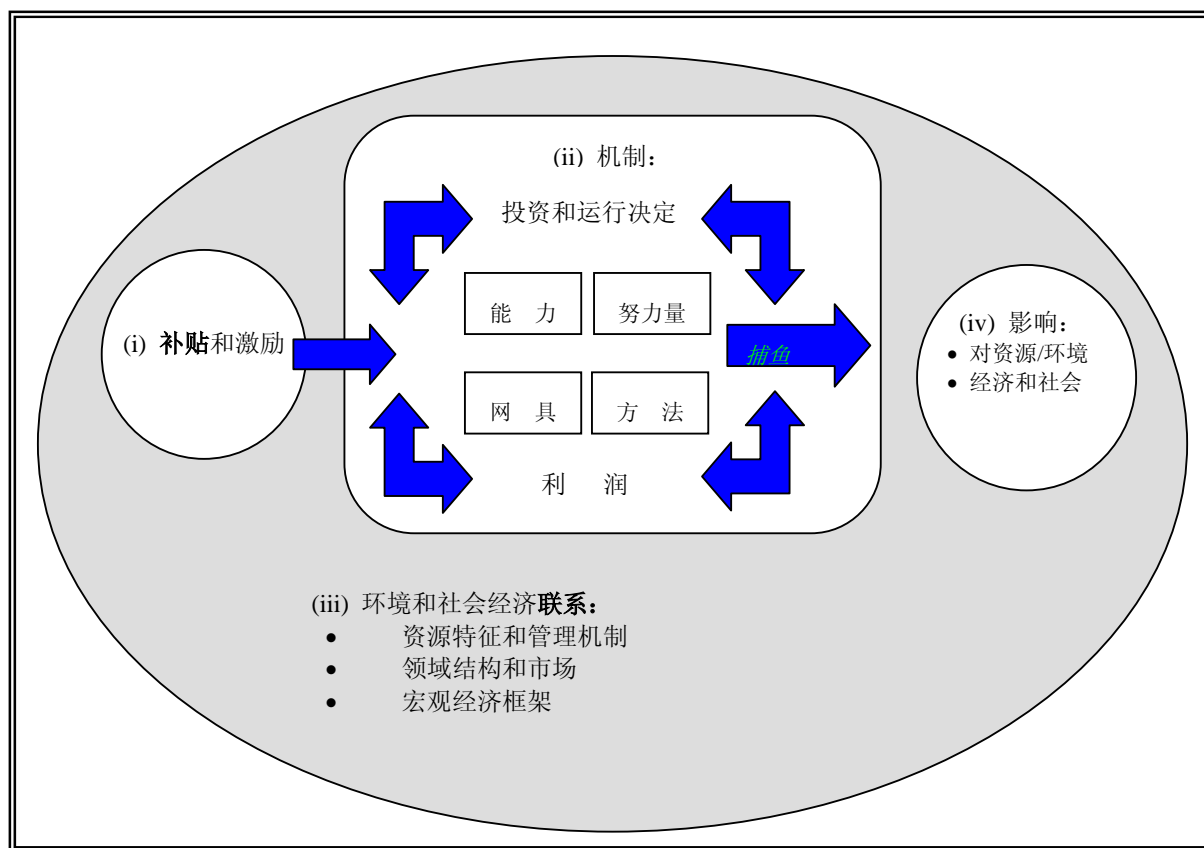 (ii) 机制：
投资和运行决定
(i) 补贴和激励
能 力
努力量
捕鱼
网 具
方 法
利 润
(iv) 影响：
• 对资源/环境
• 经济和社会
(iii) 环境和社会经济联系：
• 资源特征和管理机制
• 领域结构和市场
• 宏观经济框架